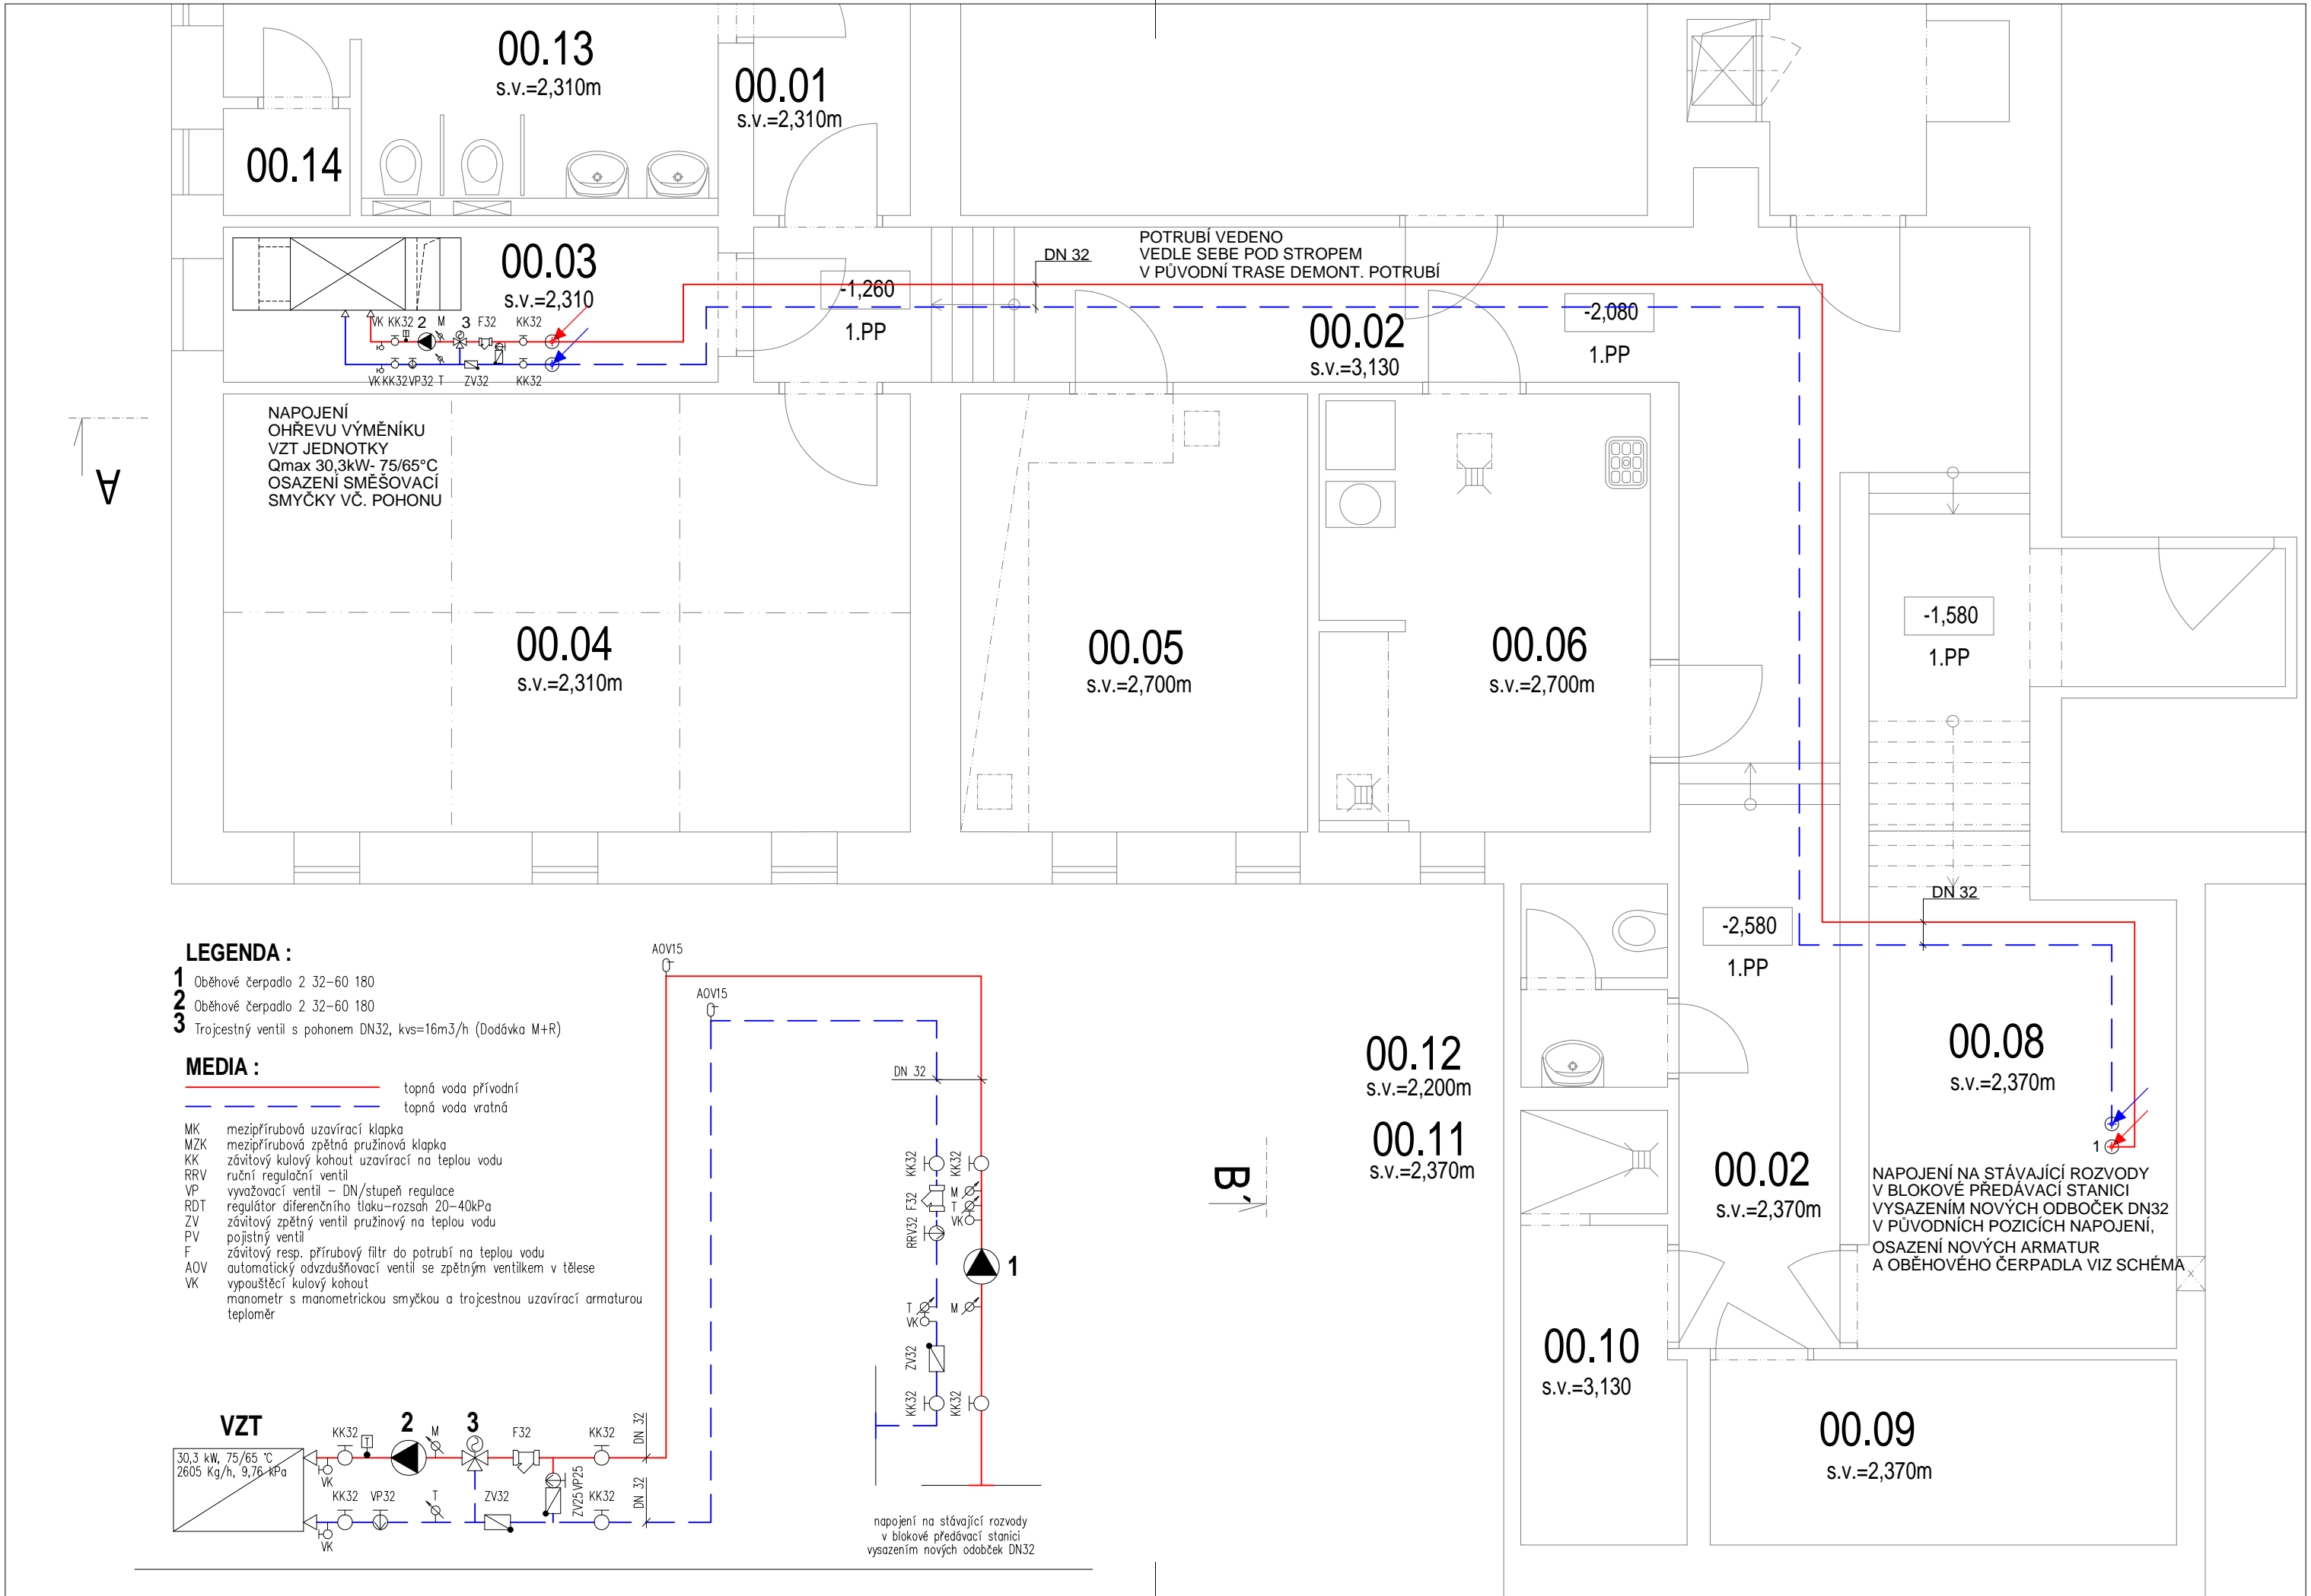 00.13
s.v.=2,310m
00.01
s.v.=2,310m
00.14
00.03
s.v.=2,310
DN 32
POTRUBÍ VEDENO
VEDLE SEBE POD STROPEM
V PŮVODNÍ TRASE DEMONT. POTRUBÍ
-1,260
1.PP
00.02
s.v.=3,130
-2,080
1.PP
VK KK32 2 M 3 F32 KK32
VK KK32 VP32 T ZV32 KK32
NAPOJENÍ
OHŘEVU VÝMĚNÍKU
VZT JEDNOTKY
Qmax 30,3kW- 75/65°C
OSAZENÍ SMĚŠOVACÍ
SMYČKY VČ. POHONU
A
00.04
s.v.=2,310m
00.05
s.v.=2,700m
00.06
s.v.=2,700m
-1,580
1.PP
DN 32
-2,580
1.PP
00.08
s.v.=2,370m
1
NAPOJENÍ NA STÁVAJÍCÍ ROZVODY
V BLOKOVÉ PŘEDÁVACÍ STANICI
VYSAZENÍM NOVÝCH ODBOČEK DN32
V PŮVODNÍCH POZICÍCH NAPOJENÍ,
OSAZENÍ NOVÝCH ARMATUR
A OBĚHOVÉHO ČERPADLA VIZ SCHÉMA
00.12
s.v.=2,200m
00.11
s.v.=2,370m
B'
00.02
s.v.=2,370m
00.10
s.v.=3,130
00.09
s.v.=2,370m
LEGENDA :
1 Oběhové čerpadlo 2 32-60 180
2 Oběhové čerpadlo 2 32-60 180
3 Trojcestný ventil s pohonem DN32, kvs=16m3/h (Dodávka M+R)
MEDIA :
topná voda přívodní
topná voda vratná
MK mezipřírubová uzavírací klapka
MZK mezipřírubová zpětná pružinová klapka
KK závitový kulový kohout uzavírací na teplou vodu
RRV ruční regulační ventil
VP vyvažovací ventil - DN/stupeň regulace
RDT regulátor diferenčního tlaku-rozsah 20-40kPa
ZV závitový zpětný ventil pružinový na teplou vodu
PV pojistný ventil
F závitový resp. přírubový filtr do potrubí na teplou vodu
AOV automatický odvzdušňovací ventil se zpětným ventilkem v tělese
VK vypouštěcí kulový kohout
manometr s manometrickou smyčkou a trojcestnou uzavírací armaturou
teploměr
AOV15
AOV15
DN 32
KK32
KK32
F32
M
T
VK
RRV32
1
T
M
VK
ZV32
KK32
KK32
VZT
30,3 kW, 75/65 °C
2605 Kg/h, 9,76 kPa
KK32 T 2 M 3 F32 KK32 DN 32
VK
ZV25 VP25
KK32 VP32 T ZV32 KK32 DN 32
VK
napojení na stávající rozvody
v blokové předávací stanici
vysazením nových odobček DN32